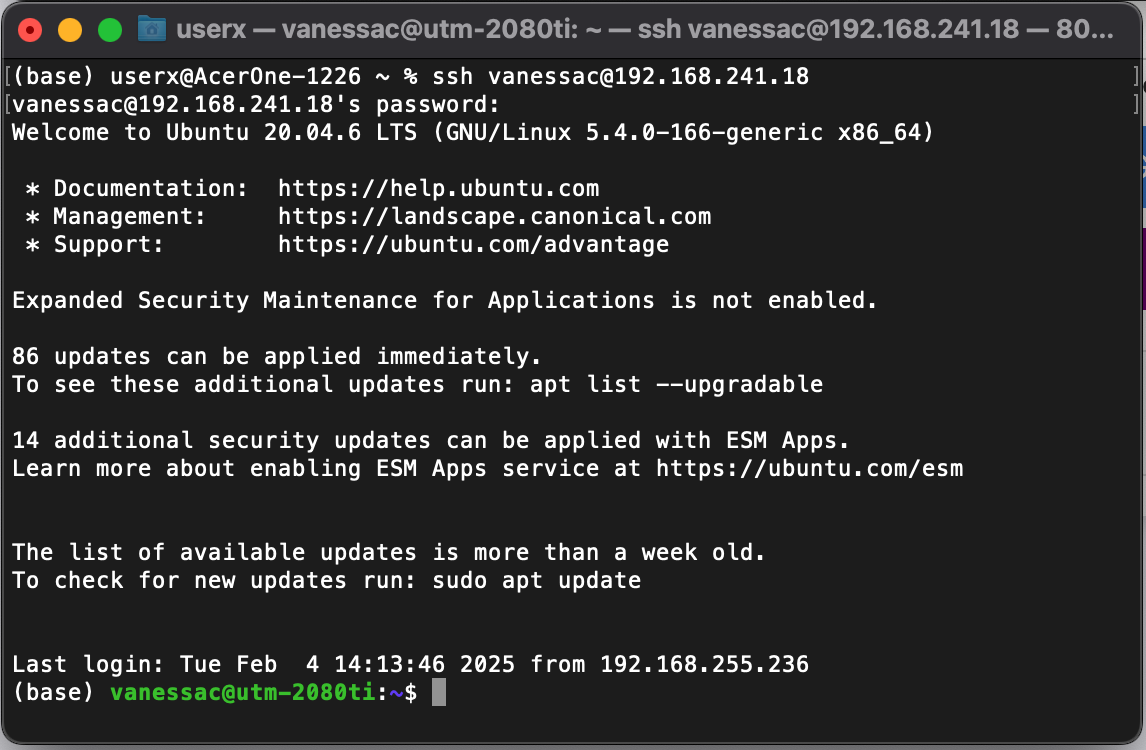 userx — vanessac@utm-2080ti: ~ — ssh vanessac@192.168.241.18 — 80...
[(base) userx@AcerOne-1226 ~ % ssh vanessac@192.168.241.18 ]
[vanessac@192.168.241.18's password: ]
Welcome to Ubuntu 20.04.6 LTS (GNU/Linux 5.4.0-166-generic x86_64)
* Documentation: https://help.ubuntu.com
* Management: https://landscape.canonical.com
* Support: https://ubuntu.com/advantage
Expanded Security Maintenance for Applications is not enabled.
86 updates can be applied immediately.
To see these additional updates run: apt list --upgradable
14 additional security updates can be applied with ESM Apps.
Learn more about enabling ESM Apps service at https://ubuntu.com/esm
The list of available updates is more than a week old.
To check for new updates run: sudo apt update
Last login: Tue Feb  4 14:13:46 2025 from 192.168.255.236
(base) vanessac@utm-2080ti:~$